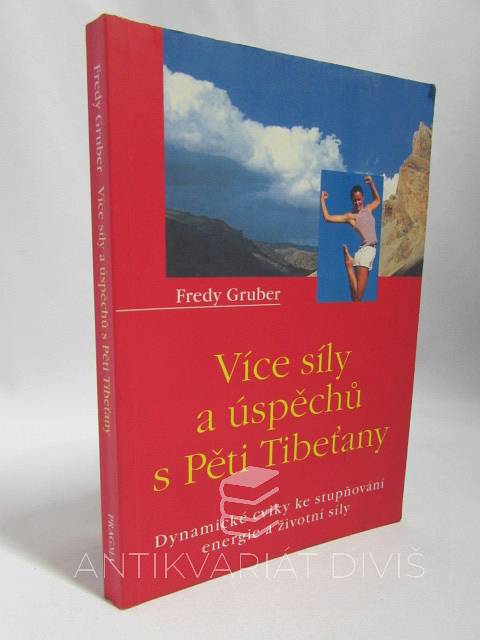 Fredy Gruber
Více síly
a úspěchů
s Pěti Tibeťany
Dynamické cviky ke stupňování
energie a životní síly
Fredy Gruber Více síly a úspěchů s Pěti Tibeťany
PRAGMA
ANTIKVARIÁT DIVIŠ